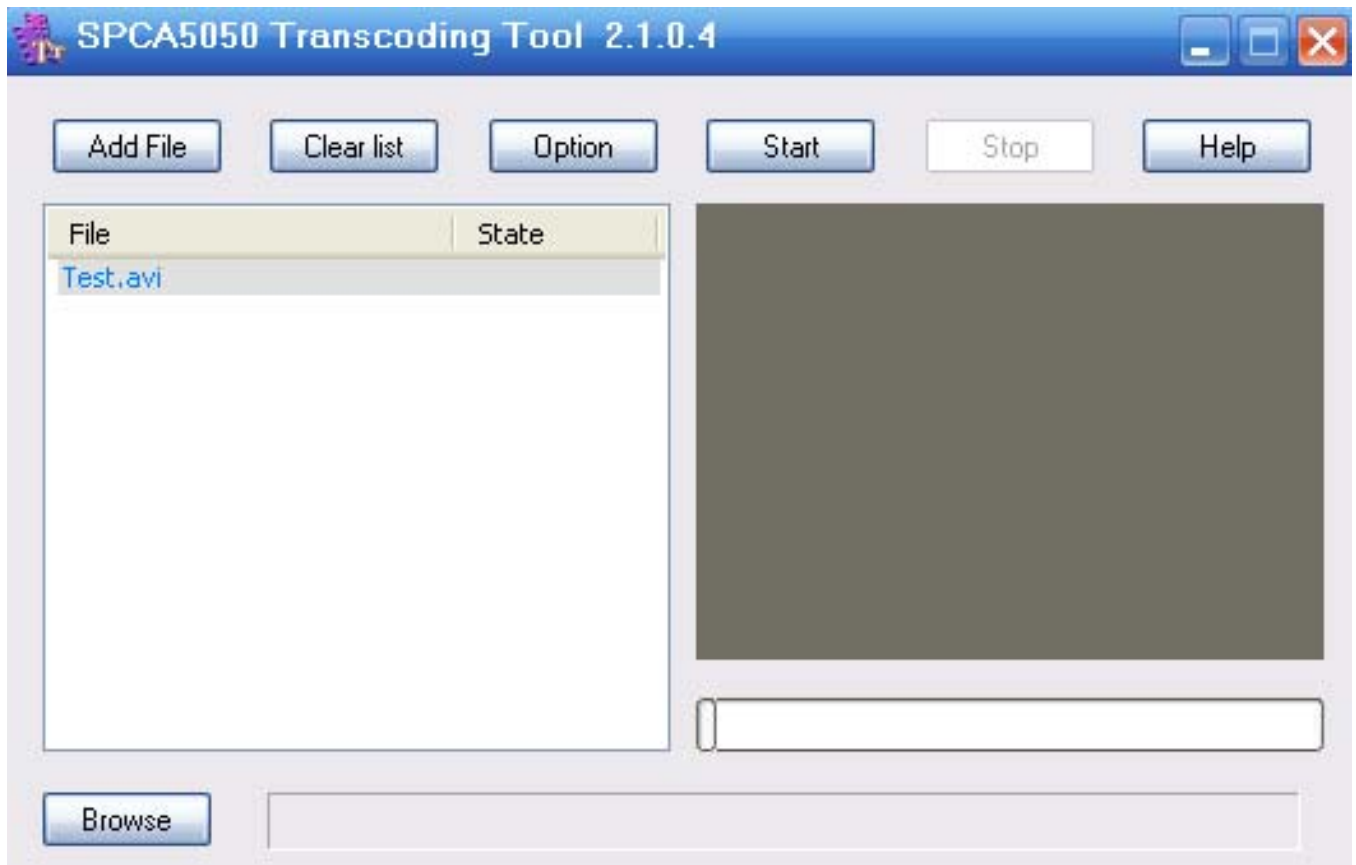 SPCA5050 Transcoding Tool 2.1.0.4
Add File Clear list Option Start Stop Help
File State
Test.avi
Browse